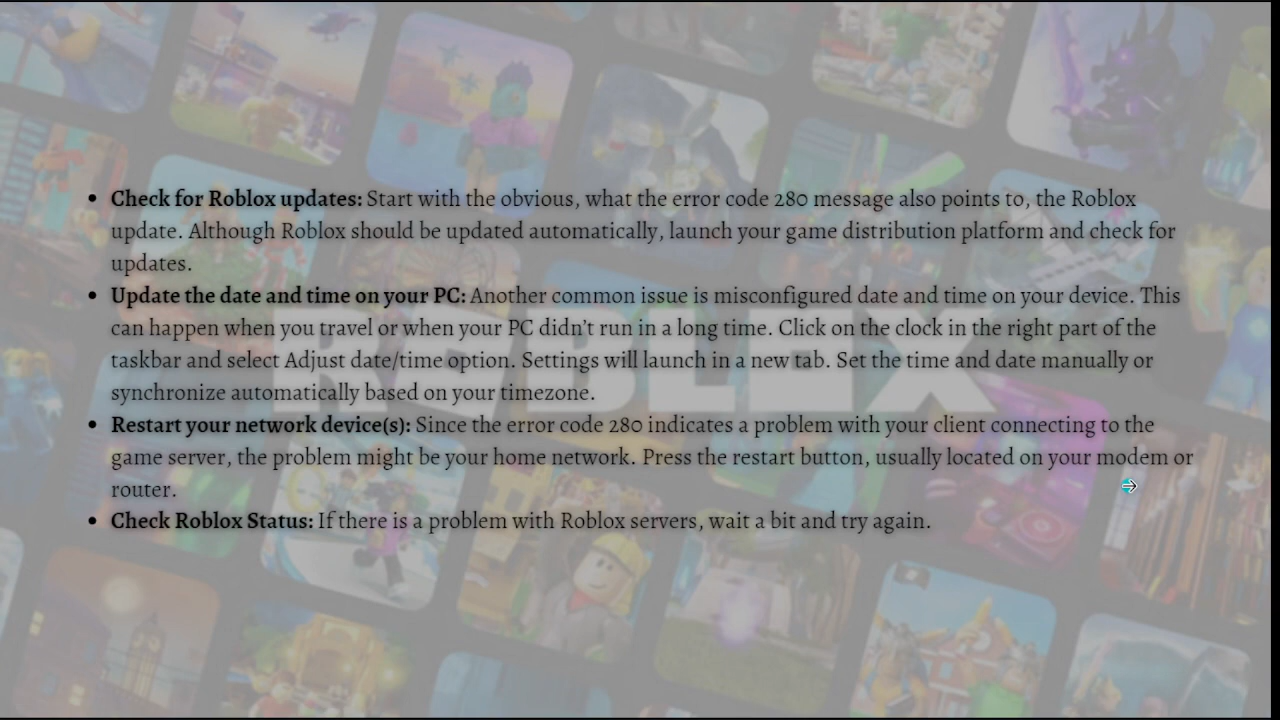 • Check for Roblox updates: Start with the obvious, what the error code 280 message also points to, the Roblox
update. Although Roblox should be updated automatically, launch your game distribution platform and check for
updates.
• Update the date and time on your PC: Another common issue is misconfigured date and time on your device. This
can happen when you travel or when your PC didn't run in a long time. Click on the clock in the right part of the
taskbar and select Adjust date/time option. Settings will launch in a new tab. Set the time and date manually or
synchronize automatically based on your timezone.
ROBLOX
• Restart your network device(s): Since the error code 280 indicates a problem with your client connecting to the
game server, the problem might be your home network. Press the restart button, usually located on your modem or
router.
• Check Roblox Status: If there is a problem with Roblox servers, wait a bit and try again.